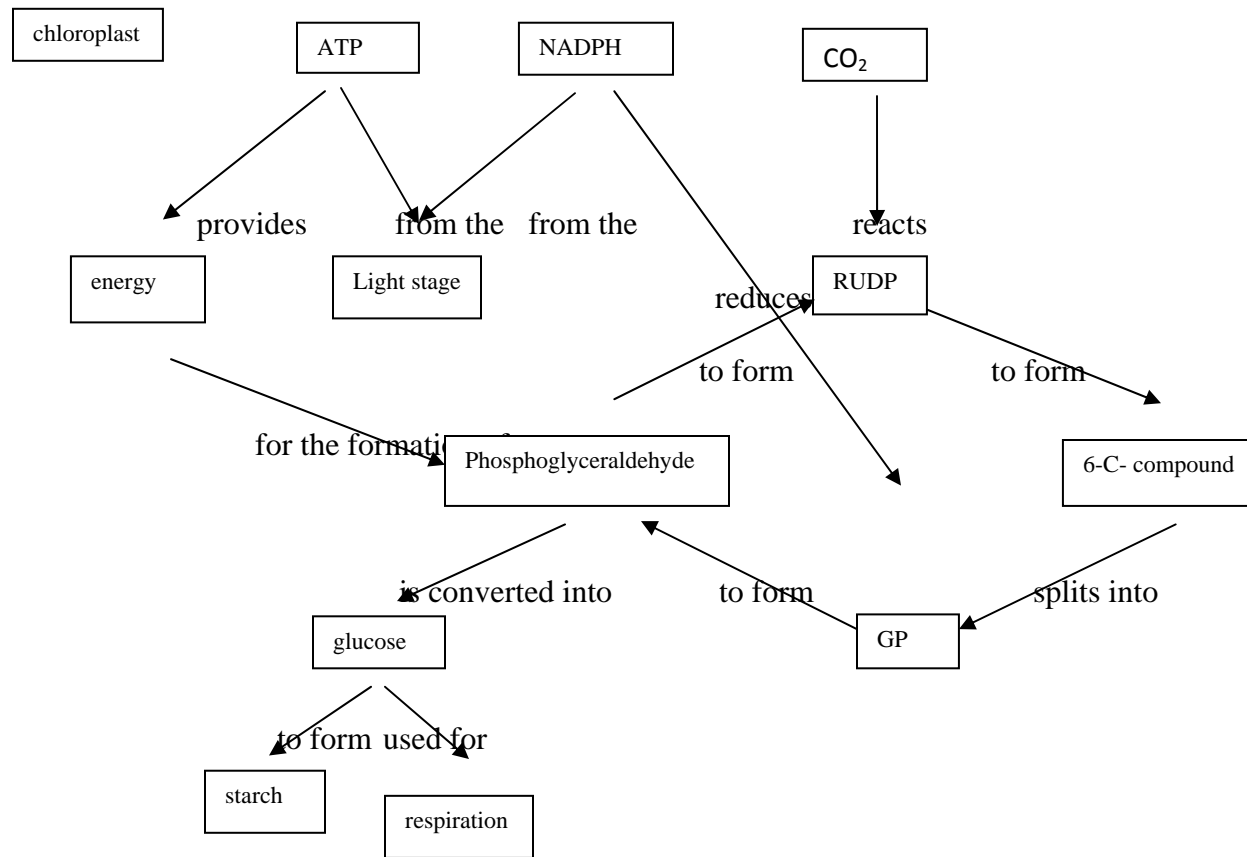 chloroplast
ATP
NADPH
CO₂
provides
from the
from the
reacts
energy
Light stage
reduces
RUDP
to form
to form
for the formation of
Phosphoglyceraldehyde
6-C- compound
is converted into
to form
splits into
glucose
GP
to form
used for
starch
respiration